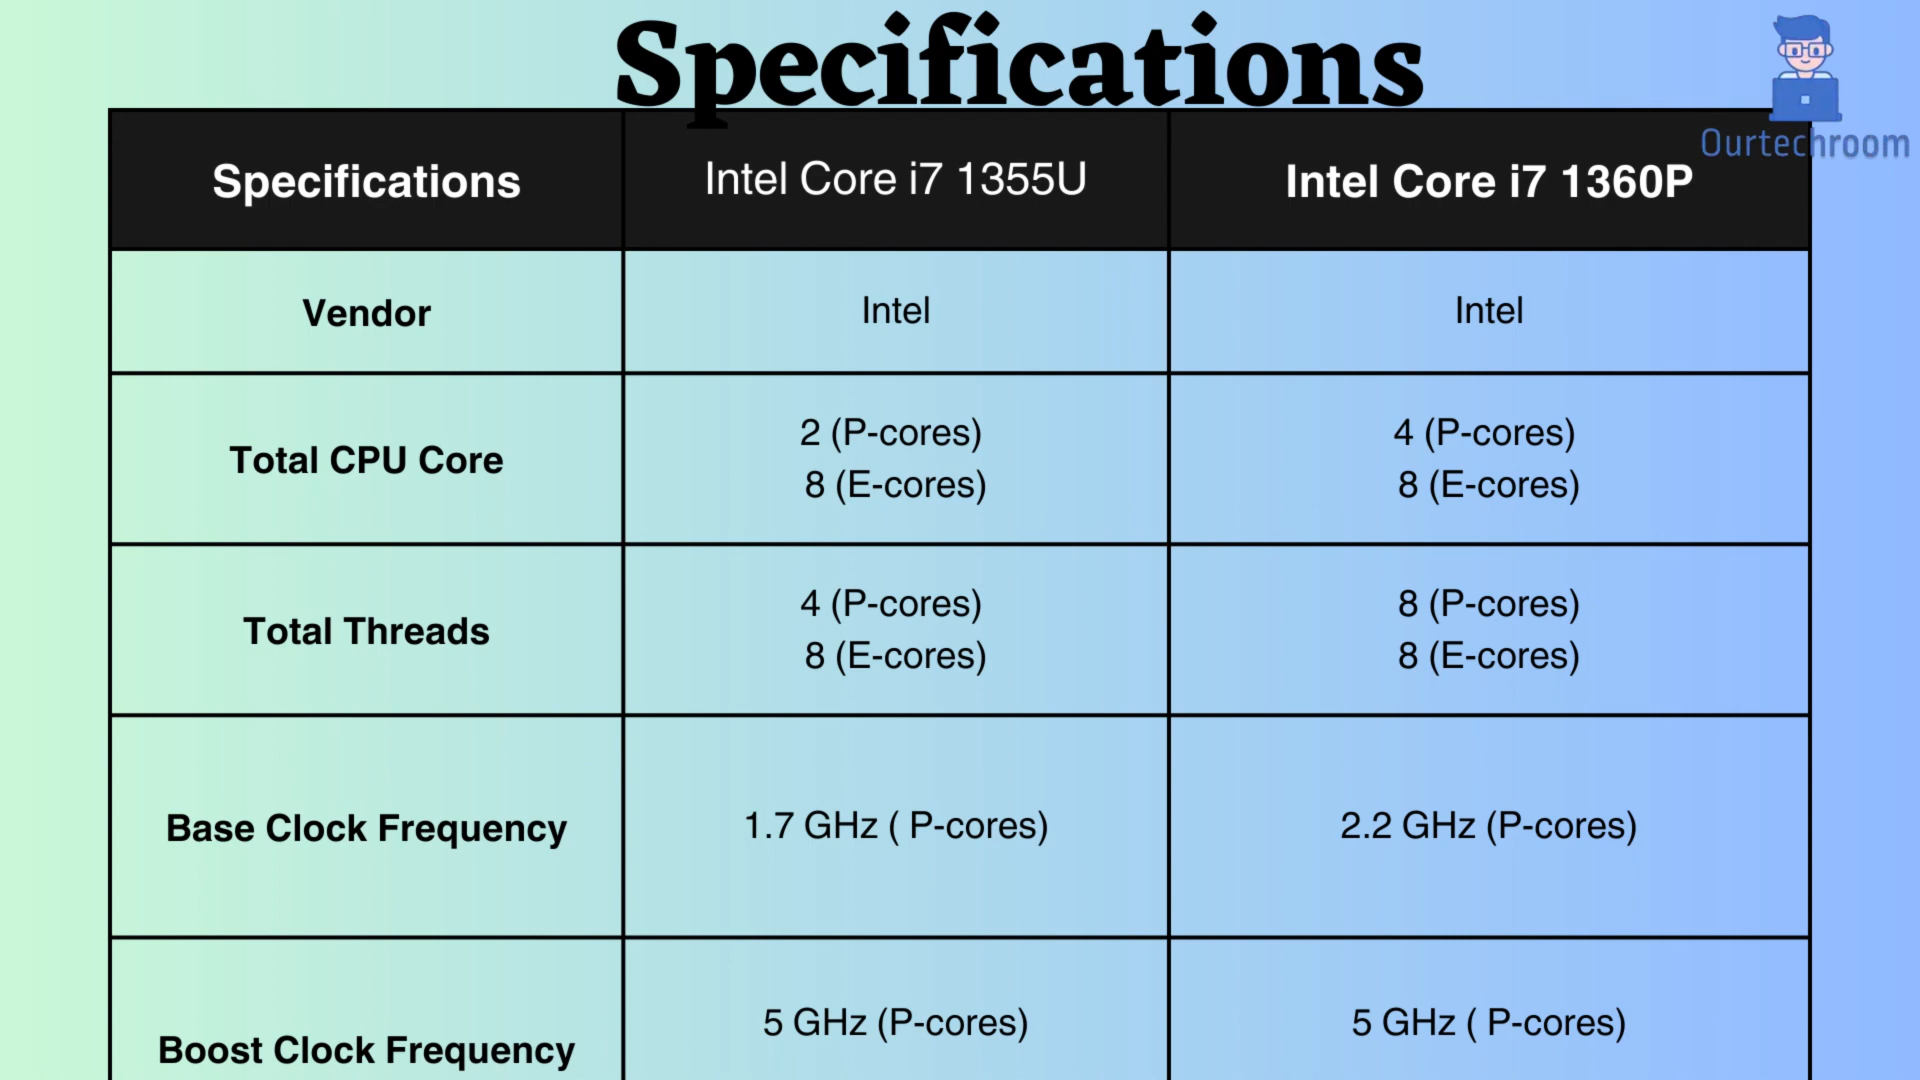 Specifications
Ourtechroom
Specifications
Intel Core i7 1355U
Intel Core i7 1360P
Vendor
Intel
Intel
Total CPU Core
2 (P-cores)
8 (E-cores)
4 (P-cores)
8 (E-cores)
Total Threads
4 (P-cores)
8 (E-cores)
8 (P-cores)
8 (E-cores)
Base Clock Frequency
1.7 GHz ( P-cores)
2.2 GHz (P-cores)
Boost Clock Frequency
5 GHz (P-cores)
5 GHz ( P-cores)